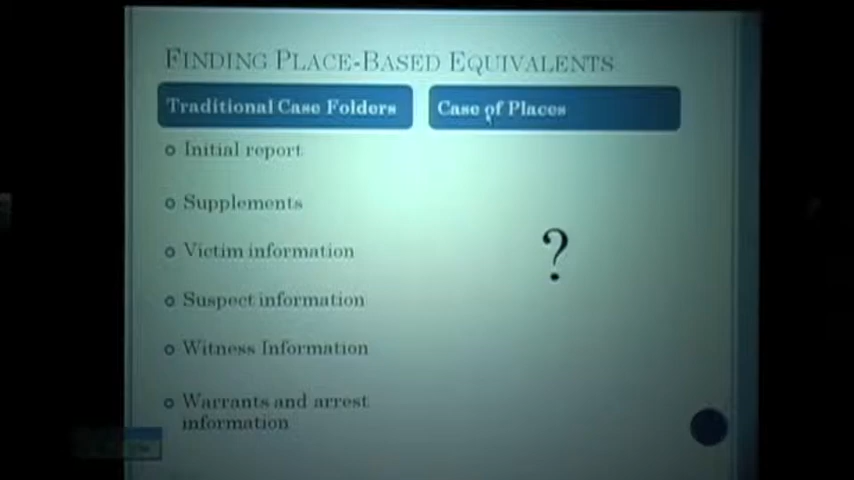 FINDING PLACE-BASED EQUIVALENTS
Traditional Case Folders
Case of Places
Initial report
Supplements
Victim information
Suspect information
Witness Information
Warrants and arrest
information
?